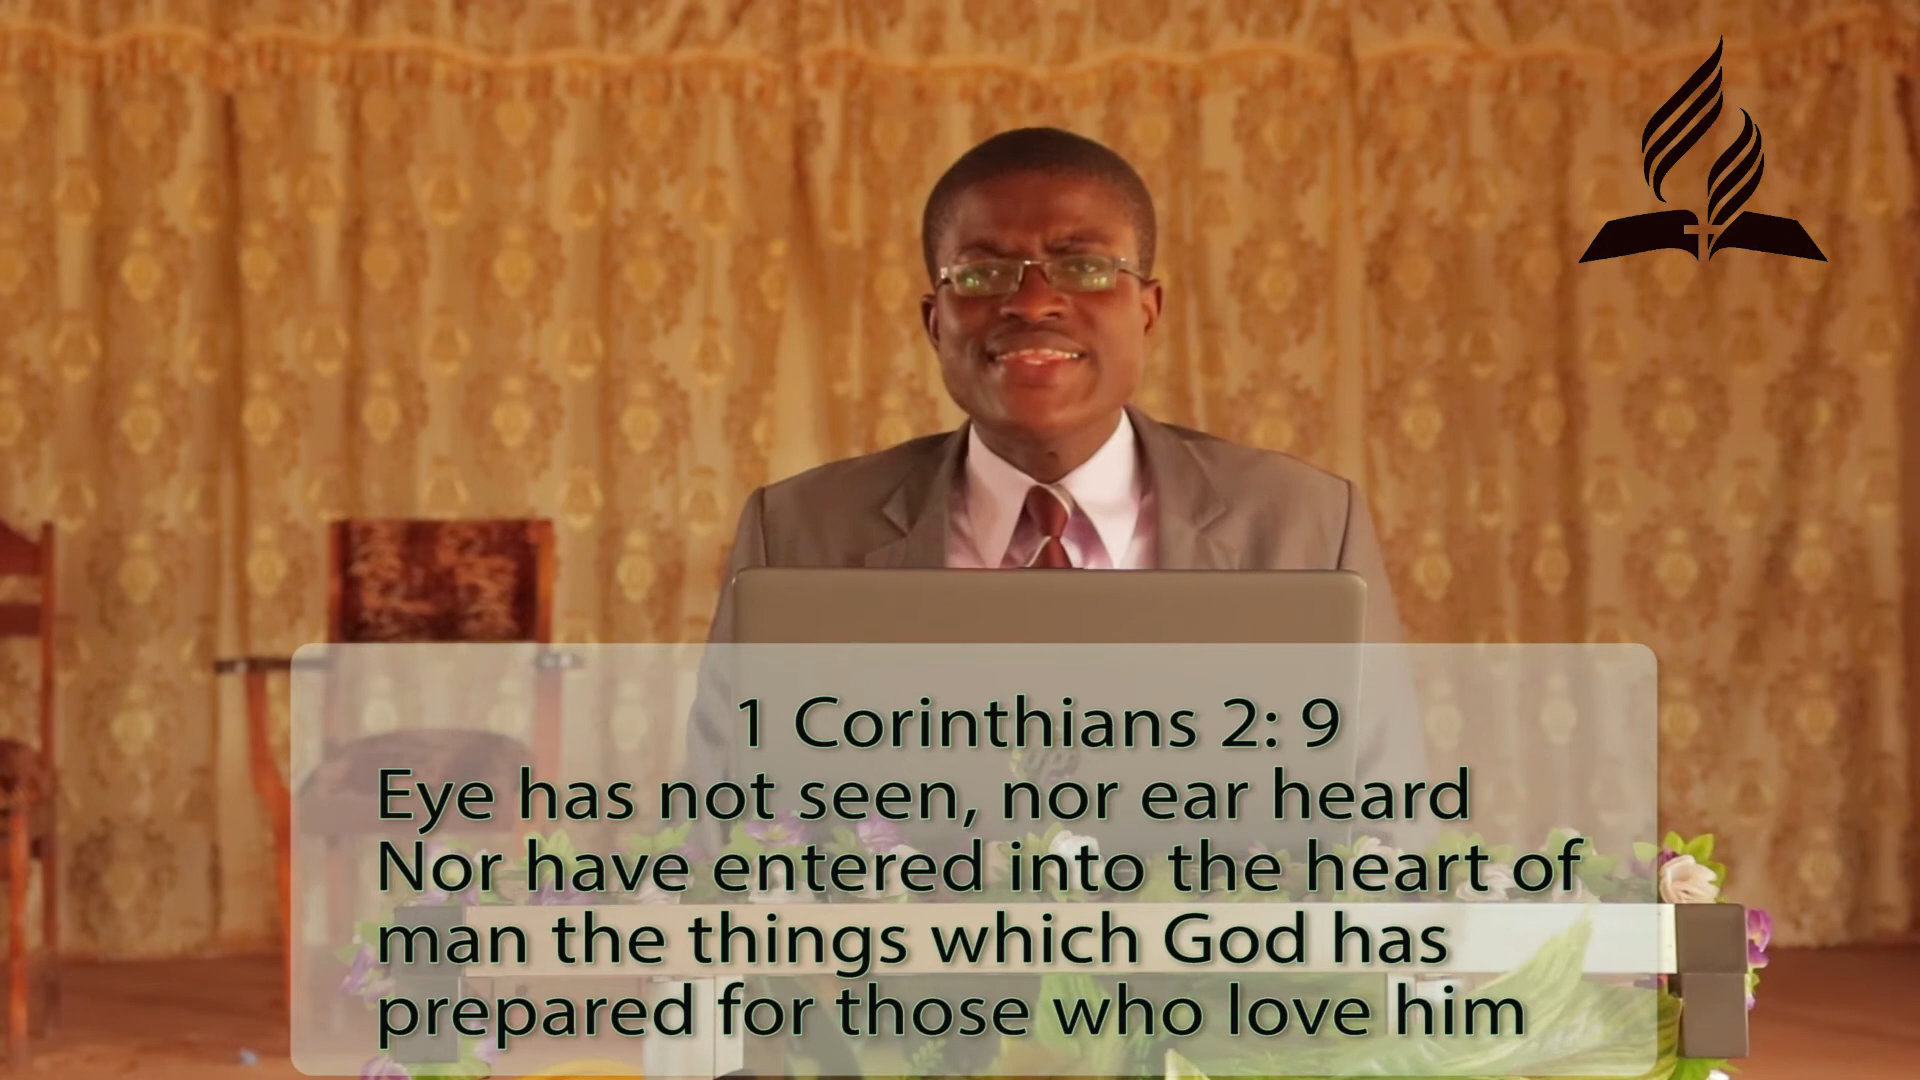 1 Corinthians 2: 9
Eye has not seen, nor ear heard
Nor have entered into the heart of
man the things which God has
prepared for those who love him